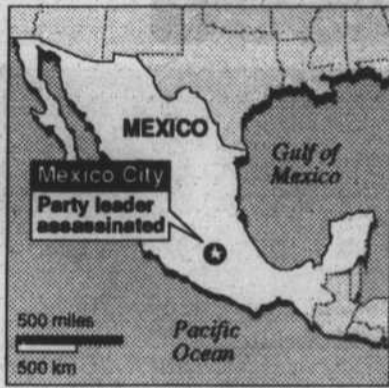 MEXICO
Gulf of
Mexico
Mexico City
Party leader
assassinated
500 miles
500 km
Pacific
Ocean